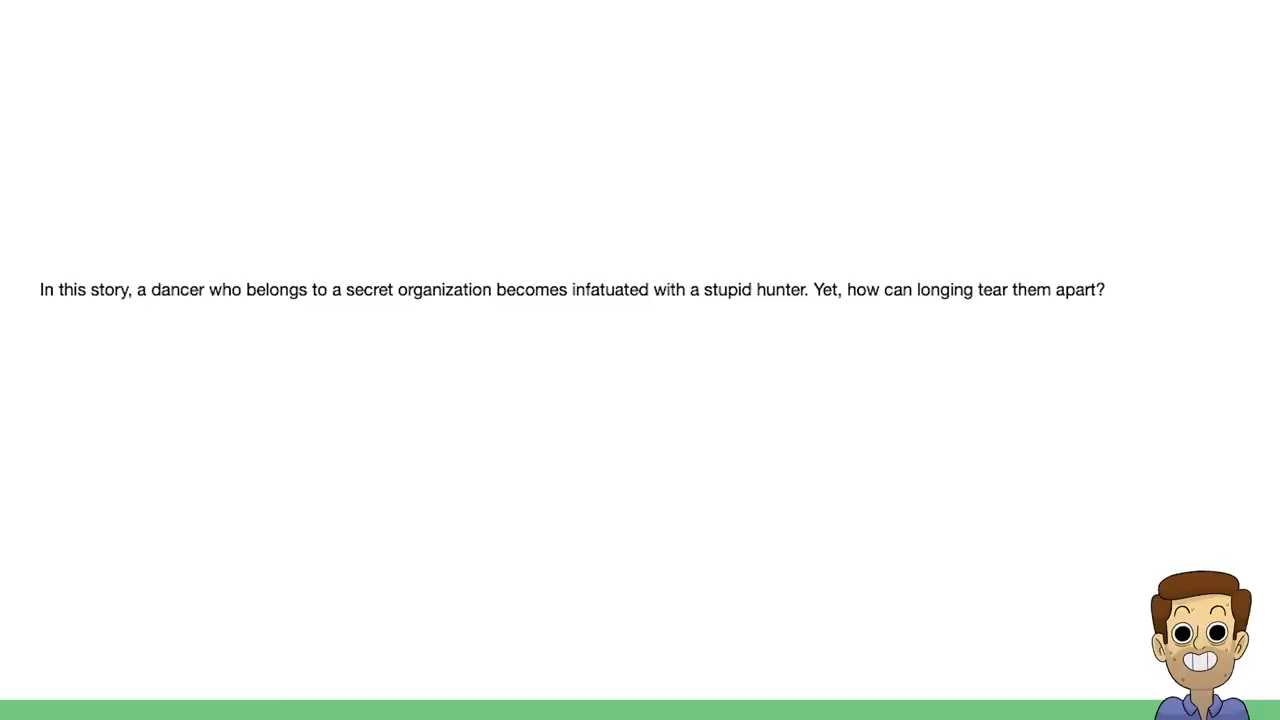 In this story, a dancer who belongs to a secret organization becomes infatuated with a stupid hunter. Yet, how can longing tear them apart?